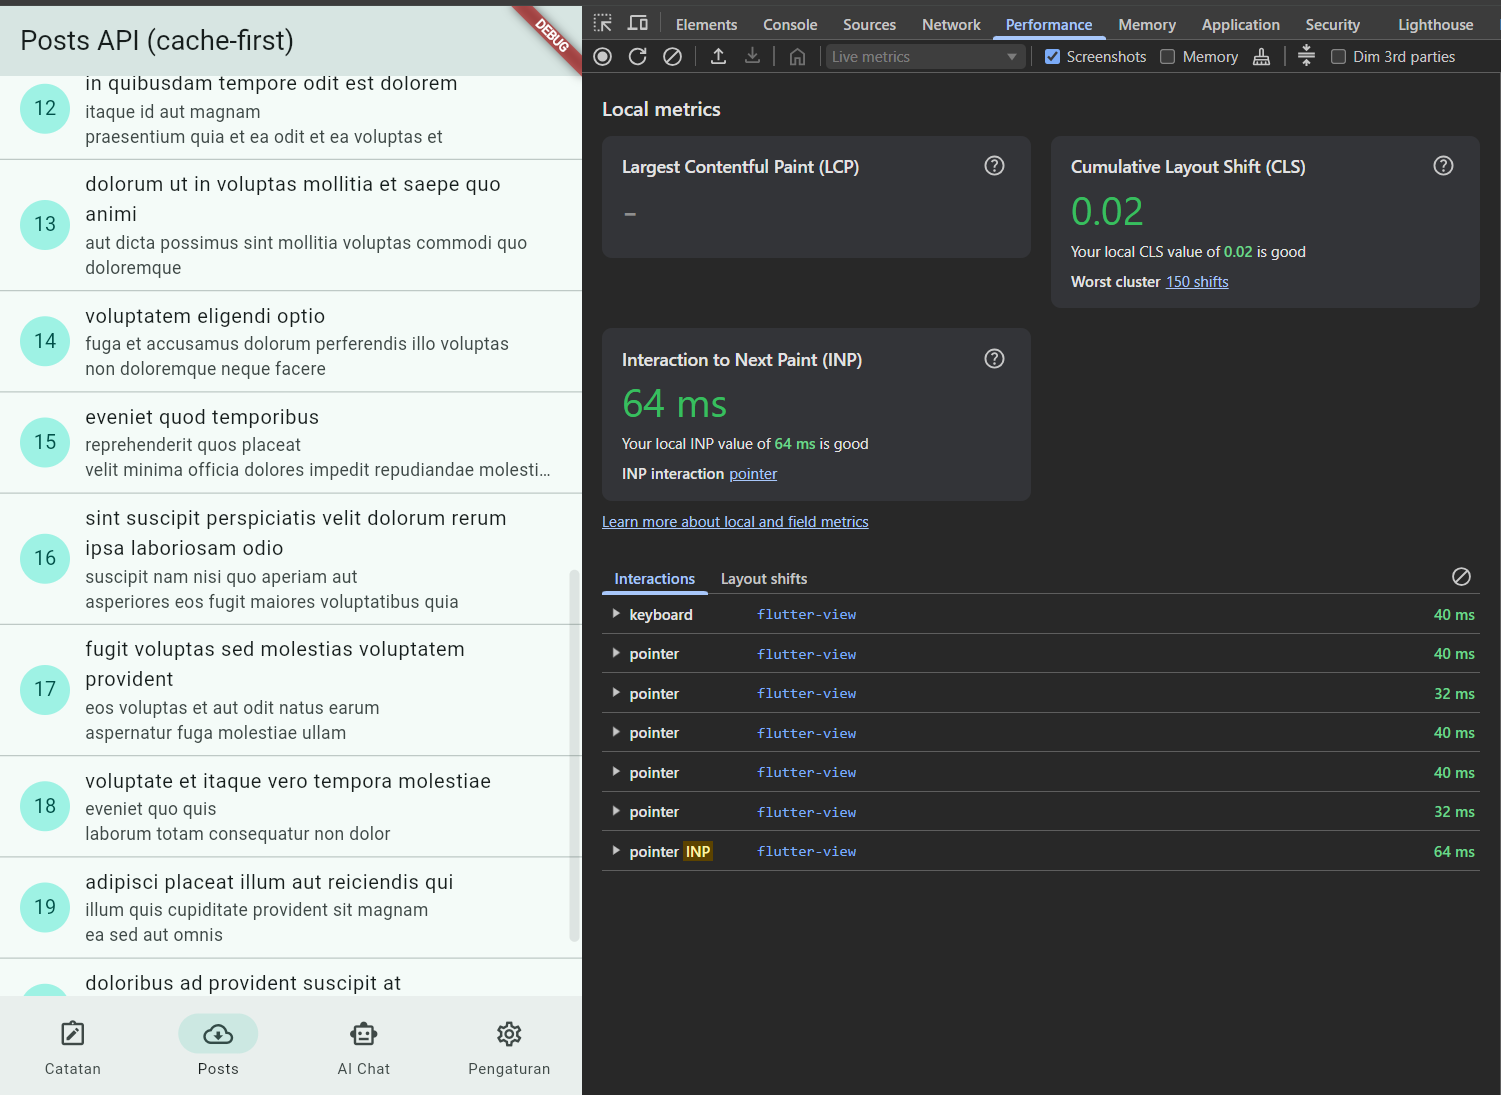 Posts API (cache-first)
DEBUG
12
in quibusdam tempore odit est dolorem
itaque id aut magnam
praesentium quia et ea odit et ea voluptas et
13
dolorum ut in voluptas mollitia et saepe quo
animi
aut dicta possimus sint mollitia voluptas commodi quo
doloremque
14
voluptatem eligendi optio
fuga et accusamus dolorum perferendis illo voluptas
non doloremque neque facere
15
eveniet quod temporibus
reprehenderit quos placeat
velit minima officia dolores impedit repudiandae molesti...
16
sint suscipit perspiciatis velit dolorum rerum
ipsa laboriosam odio
suscipit nam nisi quo aperiam aut
asperiores eos fugit maiores voluptatibus quia
17
fugit voluptas sed molestias voluptatem
provident
eos voluptas et aut odit natus earum
aspernatur fuga molestiae ullam
18
voluptate et itaque vero tempora molestiae
eveniet quo quis
laborum totam consequatur non dolor
19
adipisci placeat illum aut reiciendis qui
illum quis cupiditate provident sit magnam
ea sed aut omnis
doloribus ad provident suscipit at
Catatan
Posts
AI Chat
Pengaturan
Elements Console Sources Network Performance Memory Application Security Lighthouse
Live metrics
Screenshots
Memory
Dim 3rd parties
Local metrics
Largest Contentful Paint (LCP)
-
Cumulative Layout Shift (CLS)
0.02
Your local CLS value of 0.02 is good
Worst cluster 150 shifts
Interaction to Next Paint (INP)
64 ms
Your local INP value of 64 ms is good
INP interaction pointer
Learn more about local and field metrics
Interactions Layout shifts
keyboard flutter-view 40 ms
pointer flutter-view 40 ms
pointer flutter-view 32 ms
pointer flutter-view 40 ms
pointer flutter-view 40 ms
pointer flutter-view 32 ms
pointer INP flutter-view 64 ms